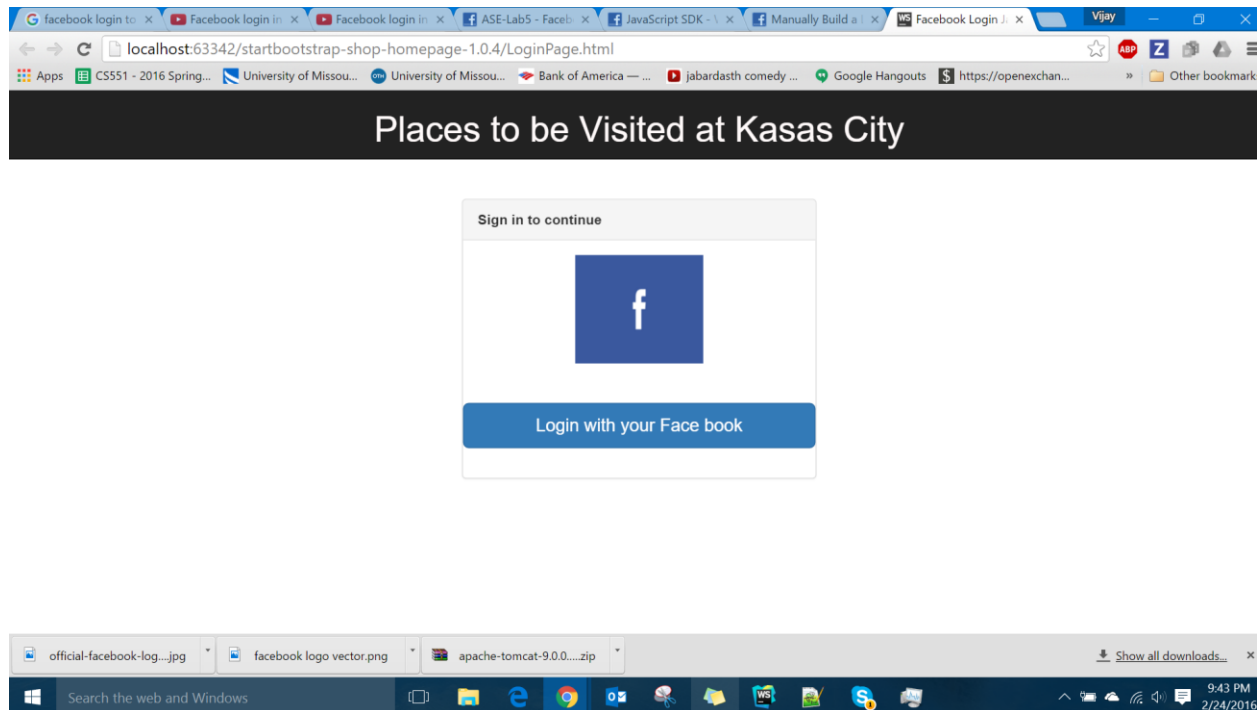 facebook login to
Facebook login in
Facebook login in
ASE-Lab5 - Faceb
JavaScript SDK - \
Manually Build a
Facebook Login J
Vijay
localhost:63342/startbootstrap-shop-homepage-1.0.4/LoginPage.html
ABP
Z
Apps
CS551 - 2016 Spring...
University of Missou...
University of Missou...
Bank of America — ...
jabardasth comedy ...
Google Hangouts
https://openexchan...
»
Other bookmark
Places to be Visited at Kasas City
Sign in to continue
f
Login with your Face book
official-facebook-log....jpg
facebook logo vector.png
apache-tomcat-9.0.0.....zip
Show all downloads...
Search the web and Windows
WS
9:43 PM
2/24/2016